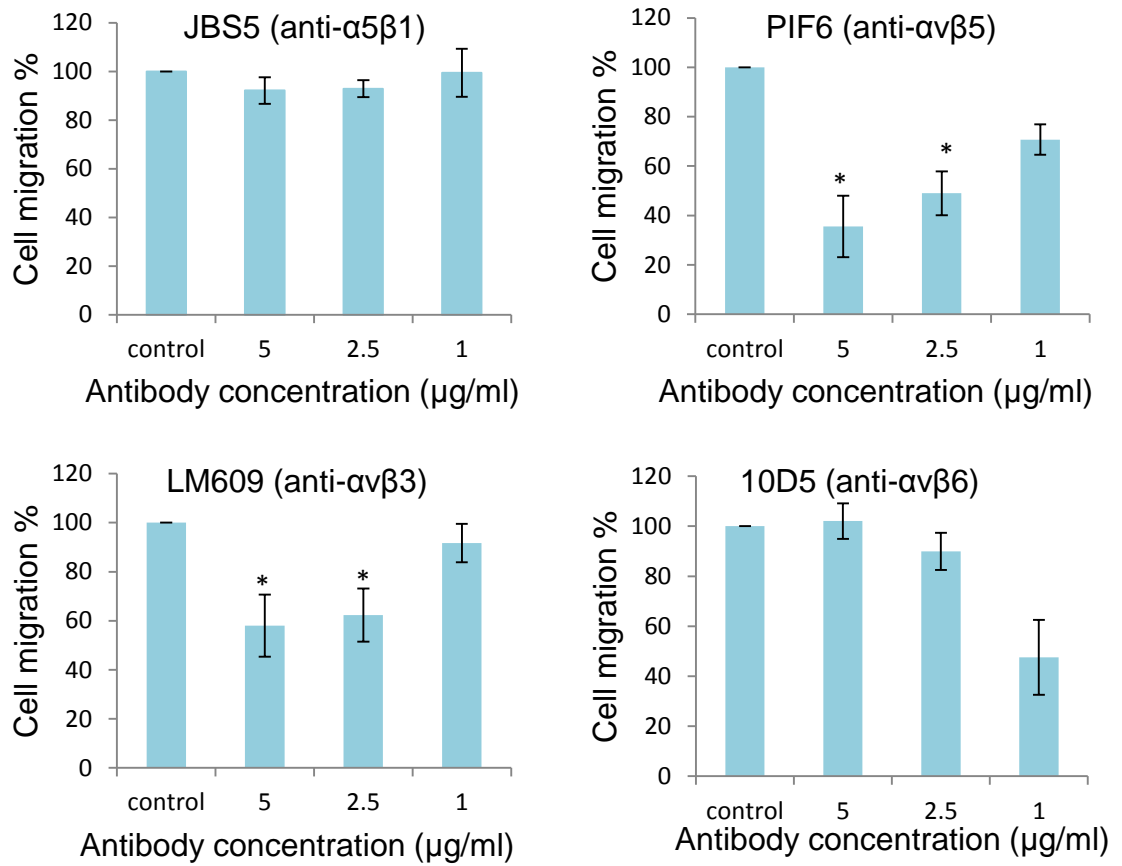 JBS5 (anti-α5β1)
Cell migration %
120
100
80
60
40
20
0
control 5 2.5 1
Antibody concentration (µg/ml)
PIF6 (anti-αvβ5)
Cell migration %
120
100
80
60
40
20
0
*
*
control 5 2.5 1
Antibody concentration (µg/ml)
LM609 (anti-αvβ3)
Cell migration %
120
100
80
60
40
20
0
*
*
control 5 2.5 1
Antibody concentration (µg/ml)
10D5 (anti-αvβ6)
Cell migration %
120
100
80
60
40
20
0
control 5 2.5 1
Antibody concentration (µg/ml)